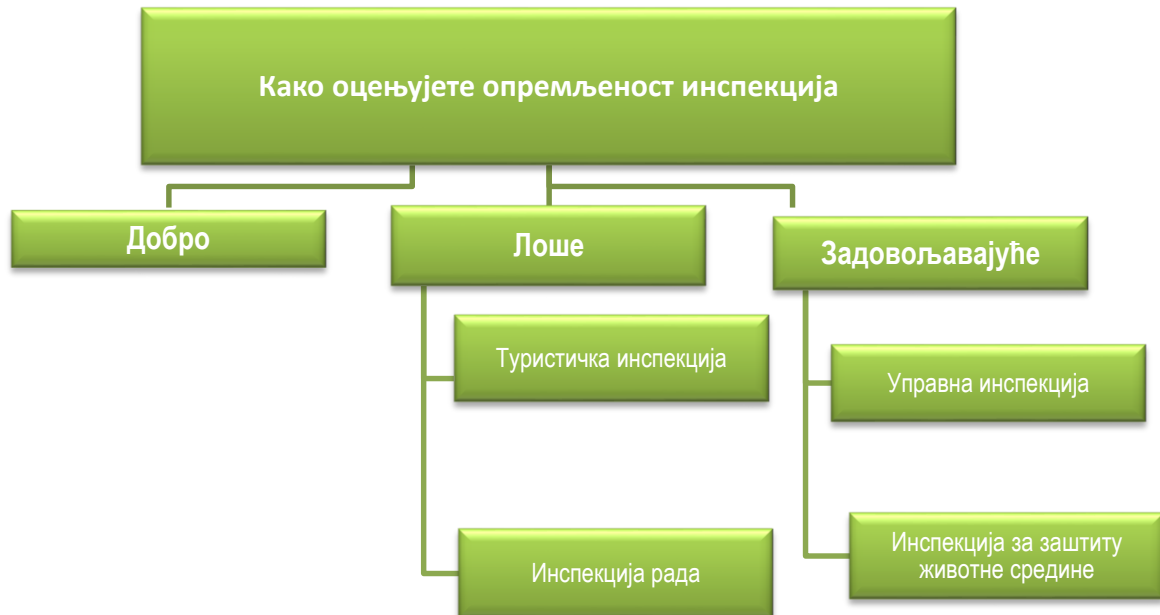 Како оцењујете опремљеност инспекција
Добро
Лоше
Задовољавајуће
Туристичка инспекција
Управна инспекција
Инспекција рада
Инспекција за заштиту
животне средине